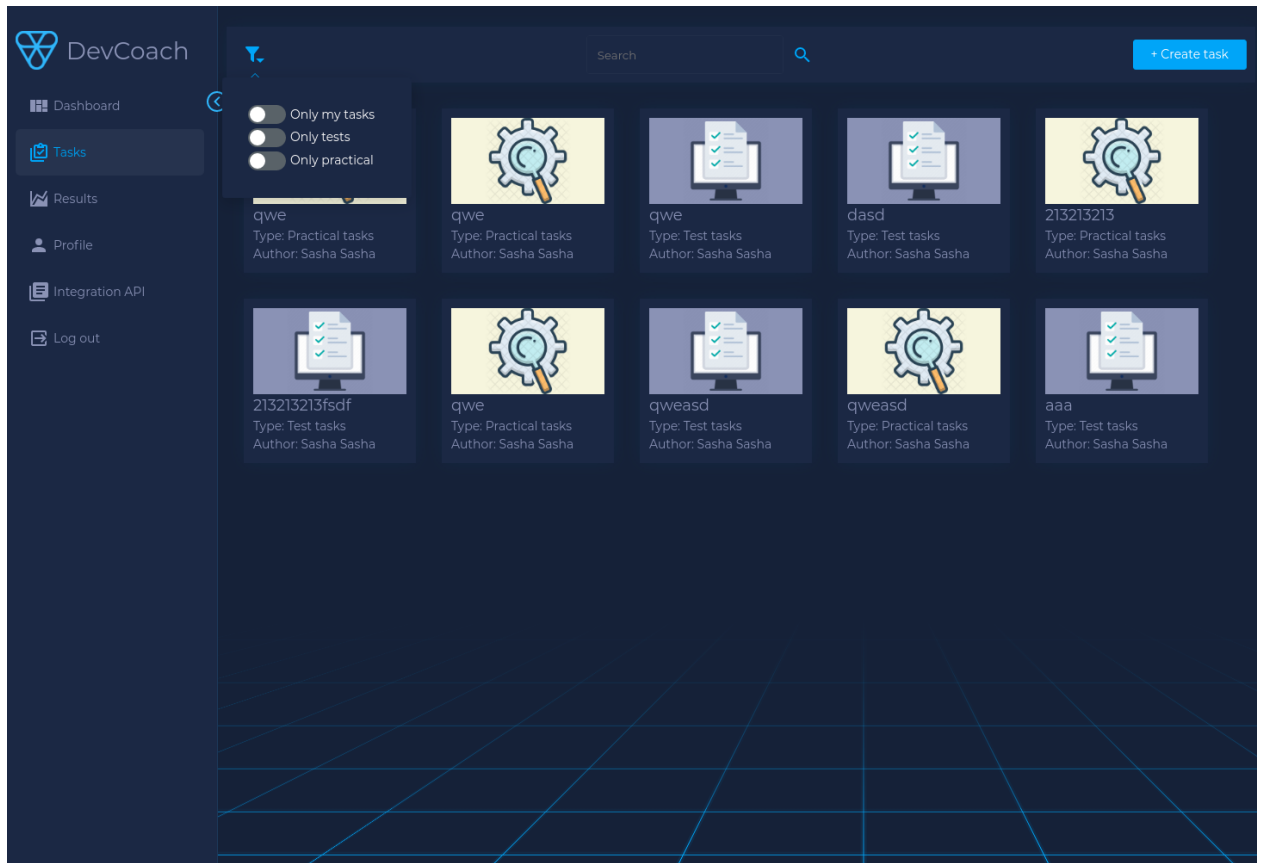 DevCoach
Dashboard
Tasks
Results
Profile
Integration API
Log out
Search
+ Create task
Only my tasks
Only tests
Only practical
qwe
Type: Practical tasks
Author: Sasha Sasha
qwe
Type: Practical tasks
Author: Sasha Sasha
qwe
Type: Test tasks
Author: Sasha Sasha
dasd
Type: Test tasks
Author: Sasha Sasha
213213213
Type: Practical tasks
Author: Sasha Sasha
213213213fsdf
Type: Test tasks
Author: Sasha Sasha
qwe
Type: Practical tasks
Author: Sasha Sasha
qweasd
Type: Test tasks
Author: Sasha Sasha
qweasd
Type: Practical tasks
Author: Sasha Sasha
aaa
Type: Test tasks
Author: Sasha Sasha